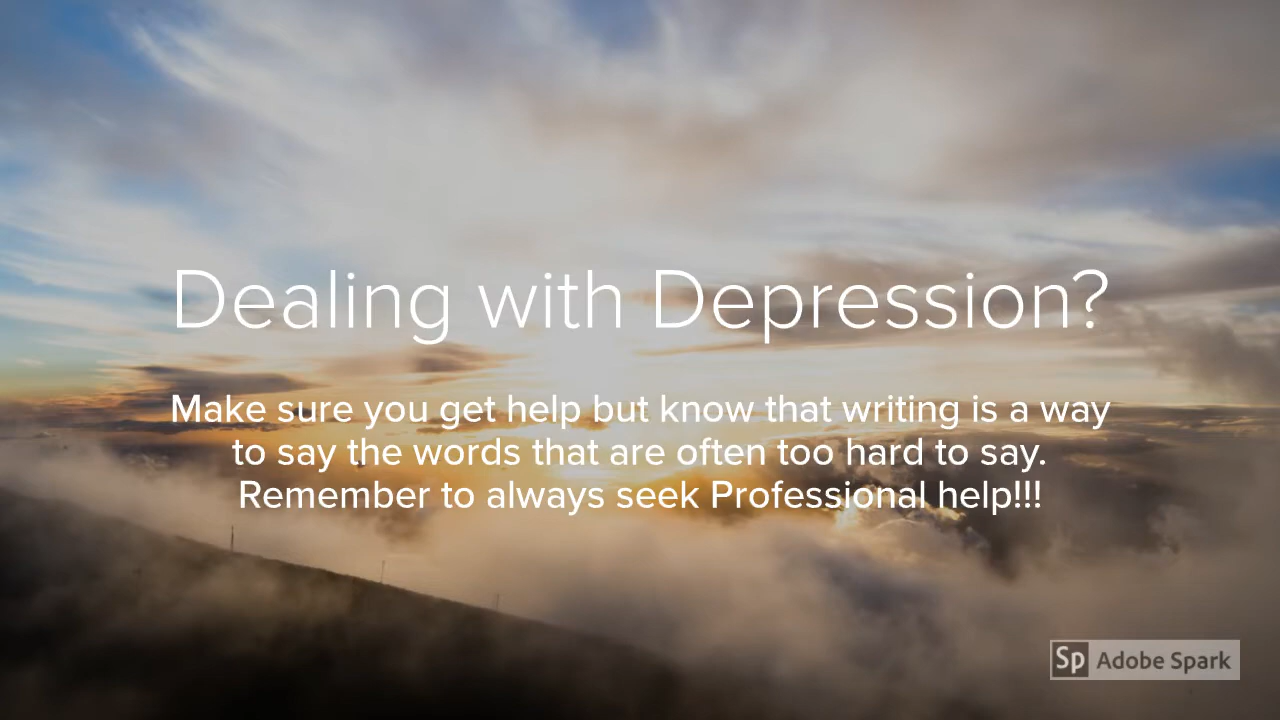 Dealing with Depression?
Make sure you get help but know that writing is a way
to say the words that are often too hard to say.
Remember to always seek Professional help!!!
Sp Adobe Spark